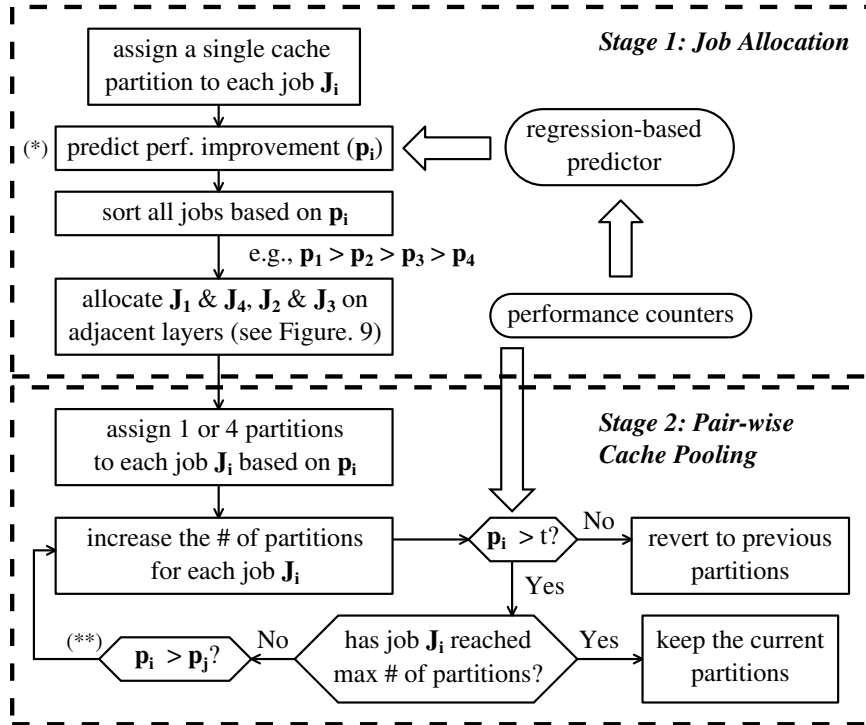 assign a single cache
partition to each job J_i
Stage 1: Job Allocation
(*)
predict perf. improvement (p_i)
regression-based
predictor
sort all jobs based on p_i
e.g., p_1 > p_2 > p_3 > p_4
allocate J_1 & J_4, J_2 & J_3 on
adjacent layers (see Figure. 9)
performance counters
assign 1 or 4 partitions
to each job J_i based on p_i
Stage 2: Pair-wise
Cache Pooling
increase the # of partitions
for each job J_i
p_i > t?
No
revert to previous
partitions
Yes
(**)
p_i > p_j?
No
has job J_i reached
max # of partitions?
Yes
keep the current
partitions